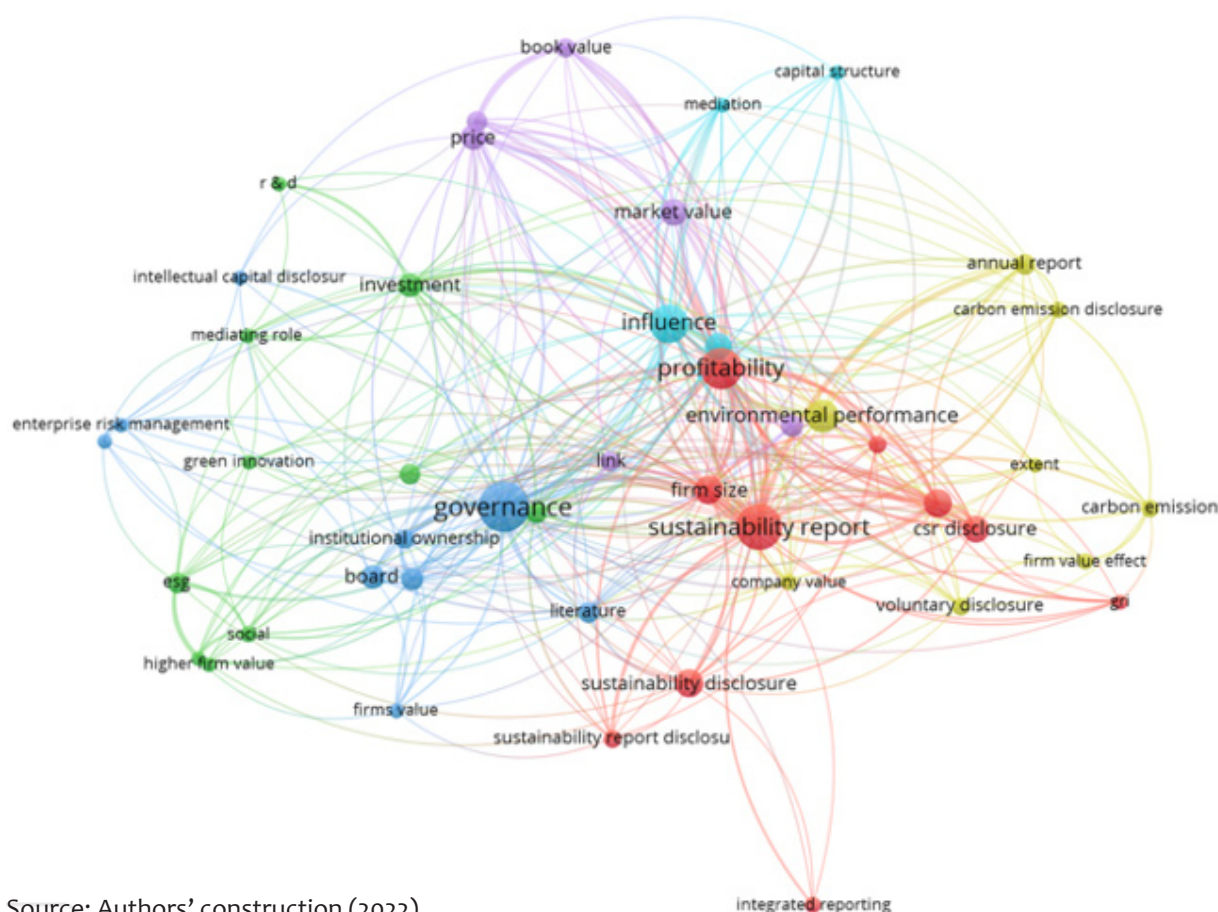 book value
capital structure
mediation
price
r & d
market value
annual report
intellectual capital disclosur
investment
carbon emission disclosure
influence
mediating role
profitability
environmental performance
enterprise risk management
green innovation
link
extent
firm size
governance
carbon emission
sustainability report
csr disclosure
institutional ownership
firm value effect
board
esg
company value
gri
voluntary disclosure
literature
social
higher firm value
sustainability disclosure
firms value
sustainability report disclosu
integrated reporting
Source: Authors' construction (2022)